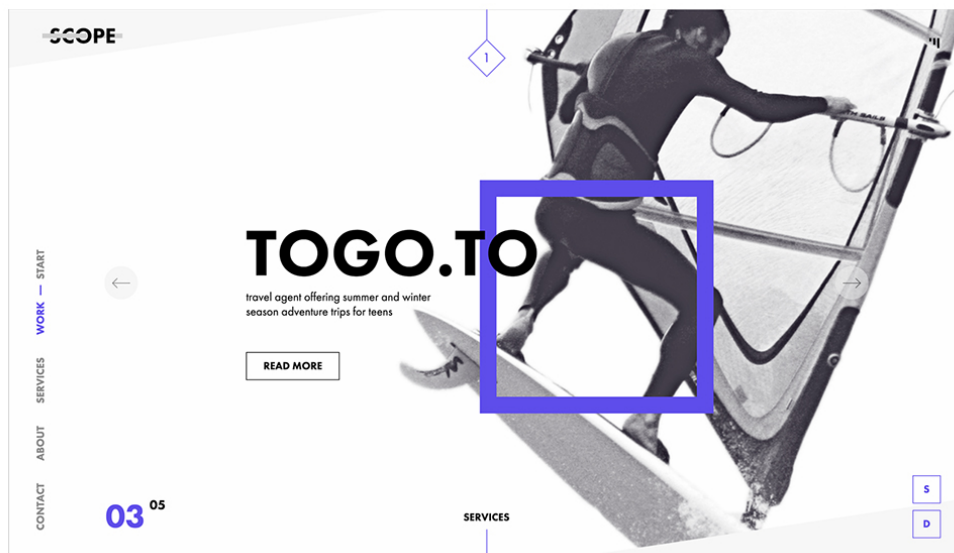 SCOPE
1
START
WORK —
SERVICES
ABOUT
CONTACT
TOGO.TO
travel agent offering summer and winter
season adventure trips for teens
READ MORE
03 05
SERVICES
S
D